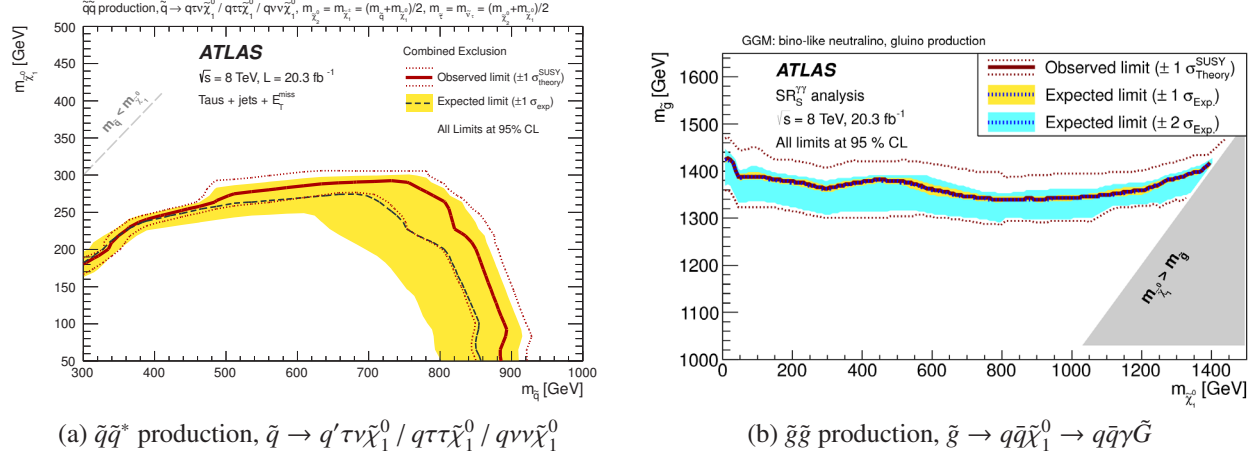 q̃q̃ production, q̃ → qτνχ̃₁⁰ / qττχ̃₁⁰ / qννχ̃₁⁰, m_χ̃₂⁰ = m_χ̃₁± = (m_q̃+m_χ̃₁⁰)/2, m_τ̃ = m_ν̃τ = (m_χ̃₂⁰+m_χ̃₁⁰)/2
m_χ̃₁⁰ [GeV]
500
450
400
350
300
250
200
150
100
50
300 400 500 600 700 800 900 1000
m_q̃ [GeV]
ATLAS
√s = 8 TeV, L = 20.3 fb⁻¹
Taus + jets + E_T^miss
m_q̃ < m_χ̃₁⁰
Combined Exclusion
Observed limit (±1 σ^SUSY_theory)
Expected limit (±1 σ_exp)
All Limits at 95% CL
(a) q̃q̃* production, q̃ → q′τνχ̃₁⁰ / qττχ̃₁⁰ / qννχ̃₁⁰
GGM: bino-like neutralino, gluino production
m_g̃ [GeV]
1600
1500
1400
1300
1200
1100
1000
0 200 400 600 800 1000 1200 1400
m_χ̃₁⁰ [GeV]
ATLAS
SR_S^γγ analysis
√s = 8 TeV, 20.3 fb⁻¹
All limits at 95 % CL
Observed limit (± 1 σ^SUSY_Theory)
Expected limit (± 1 σ_Exp.)
Expected limit (± 2 σ_Exp.)
m_χ̃₁⁰ > m_g̃
(b) g̃g̃ production, g̃ → qq̄χ̃₁⁰ → qq̄γG̃